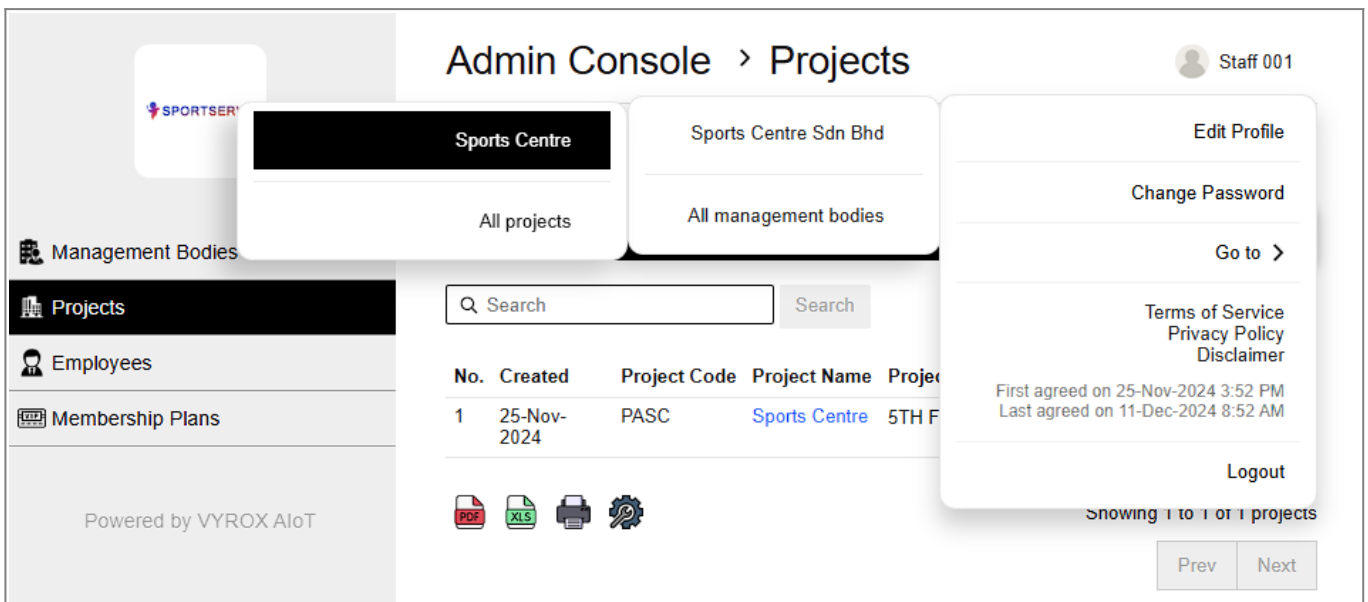 Admin Console > Projects
Staff 001
SPORTSER
Sports Centre
All projects
Sports Centre Sdn Bhd
All management bodies
Edit Profile
Change Password
Go to >
Terms of Service
Privacy Policy
Disclaimer
First agreed on 25-Nov-2024 3:52 PM
Last agreed on 11-Dec-2024 8:52 AM
Logout
Management Bodies
Projects
Employees
VIP
Membership Plans
Powered by VYROX AIoT
Search
Search
No. Created Project Code Project Name Projec
1 25-Nov-2024 PASC Sports Centre 5TH F
PDF
XLS
Showing 1 to 1 of 1 projects
Prev
Next